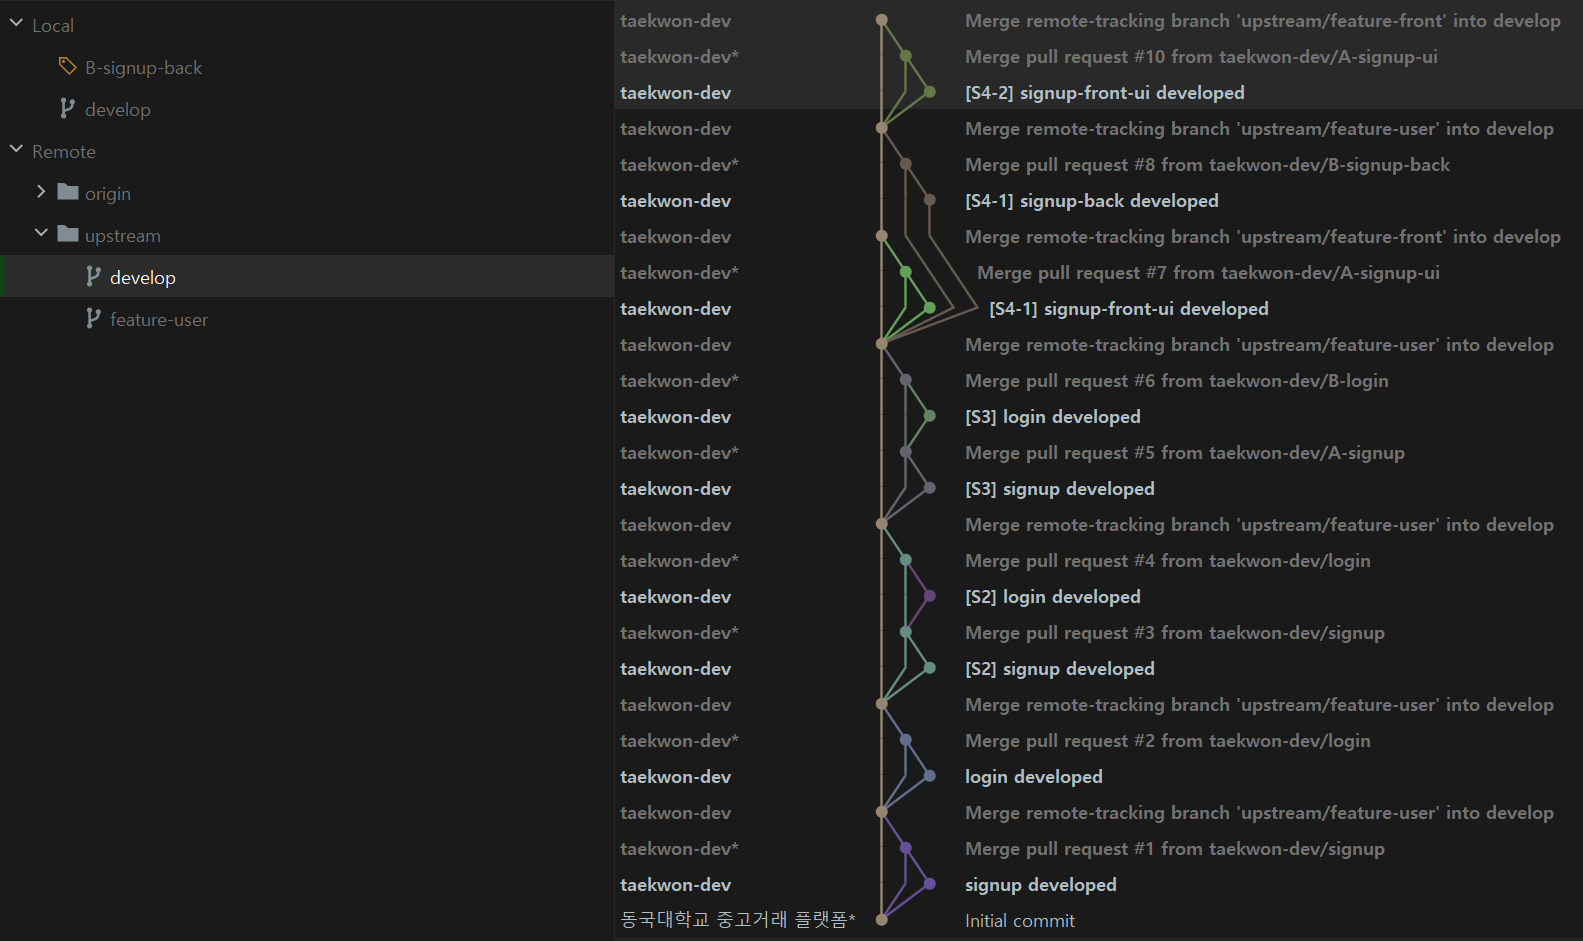 Local
B-signup-back
develop
Remote
origin
upstream
develop
feature-user
taekwon-dev Merge remote-tracking branch 'upstream/feature-front' into develop
taekwon-dev* Merge pull request #10 from taekwon-dev/A-signup-ui
taekwon-dev [S4-2] signup-front-ui developed
taekwon-dev Merge remote-tracking branch 'upstream/feature-user' into develop
taekwon-dev* Merge pull request #8 from taekwon-dev/B-signup-back
taekwon-dev [S4-1] signup-back developed
taekwon-dev Merge remote-tracking branch 'upstream/feature-front' into develop
taekwon-dev* Merge pull request #7 from taekwon-dev/A-signup-ui
taekwon-dev [S4-1] signup-front-ui developed
taekwon-dev Merge remote-tracking branch 'upstream/feature-user' into develop
taekwon-dev* Merge pull request #6 from taekwon-dev/B-login
taekwon-dev [S3] login developed
taekwon-dev* Merge pull request #5 from taekwon-dev/A-signup
taekwon-dev [S3] signup developed
taekwon-dev Merge remote-tracking branch 'upstream/feature-user' into develop
taekwon-dev* Merge pull request #4 from taekwon-dev/login
taekwon-dev [S2] login developed
taekwon-dev* Merge pull request #3 from taekwon-dev/signup
taekwon-dev [S2] signup developed
taekwon-dev Merge remote-tracking branch 'upstream/feature-user' into develop
taekwon-dev* Merge pull request #2 from taekwon-dev/login
taekwon-dev login developed
taekwon-dev Merge remote-tracking branch 'upstream/feature-user' into develop
taekwon-dev* Merge pull request #1 from taekwon-dev/signup
taekwon-dev signup developed
동국대학교 중고거래 플랫폼* Initial commit